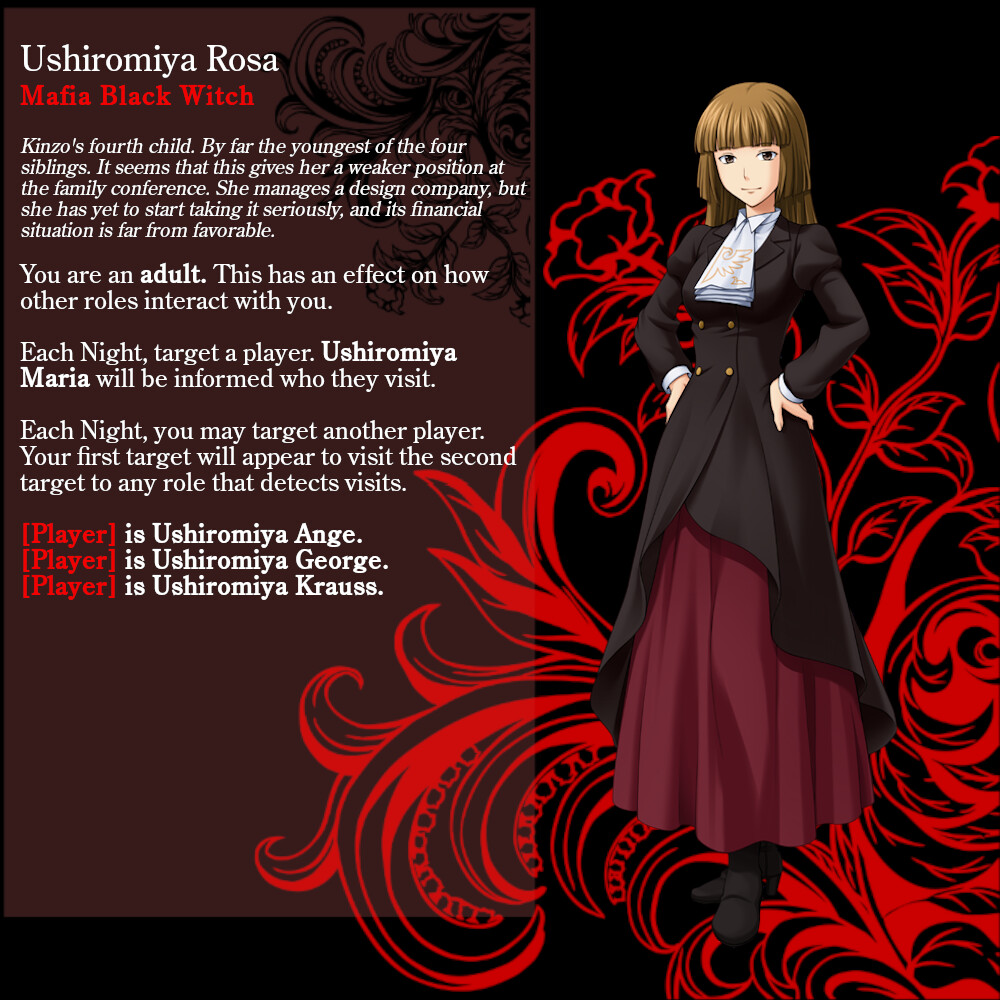 Ushiromiya Rosa
Mafia Black Witch
Kinzo's fourth child. By far the youngest of the four
siblings. It seems that this gives her a weaker position at
the family conference. She manages a design company, but
she has yet to start taking it seriously, and its financial
situation is far from favorable.
You are an adult. This has an effect on how
other roles interact with you.
Each Night, target a player. Ushiromiya
Maria will be informed who they visit.
Each Night, you may target another player.
Your first target will appear to visit the second
target to any role that detects visits.
[Player] is Ushiromiya Ange.
[Player] is Ushiromiya George.
[Player] is Ushiromiya Krauss.